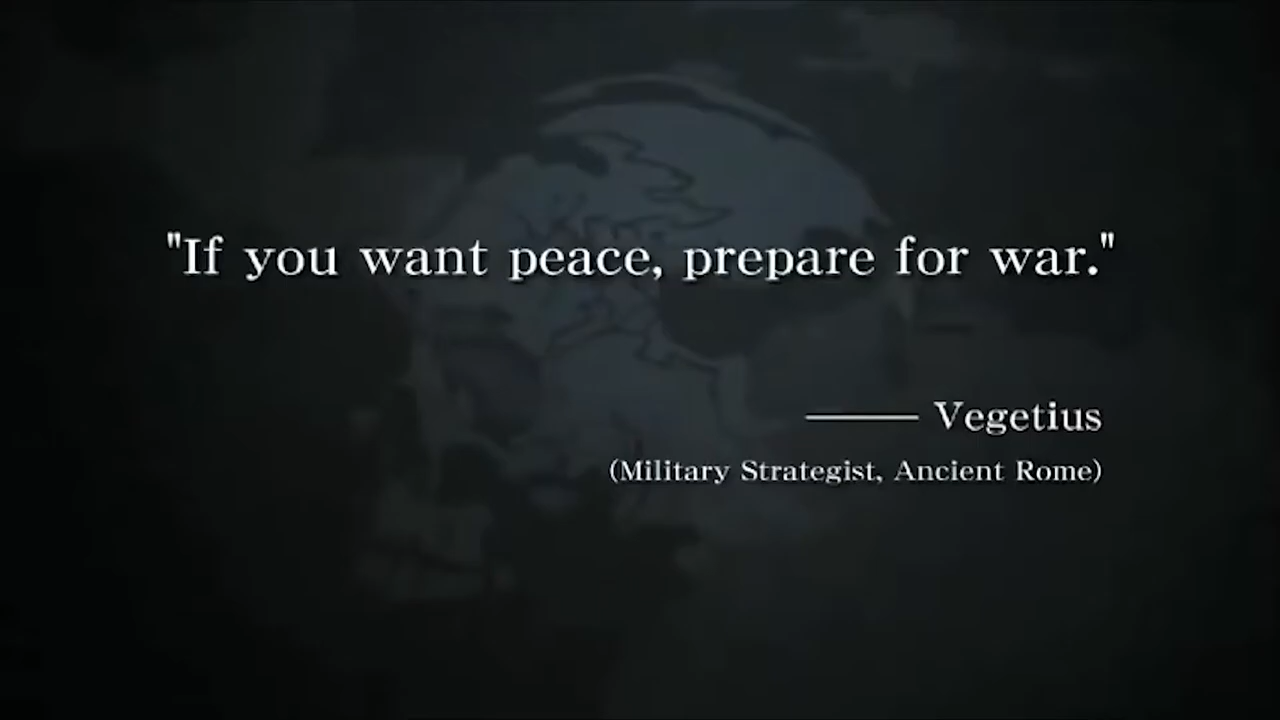 "If you want peace, prepare for war."
——— Vegetius
(Military Strategist, Ancient Rome)